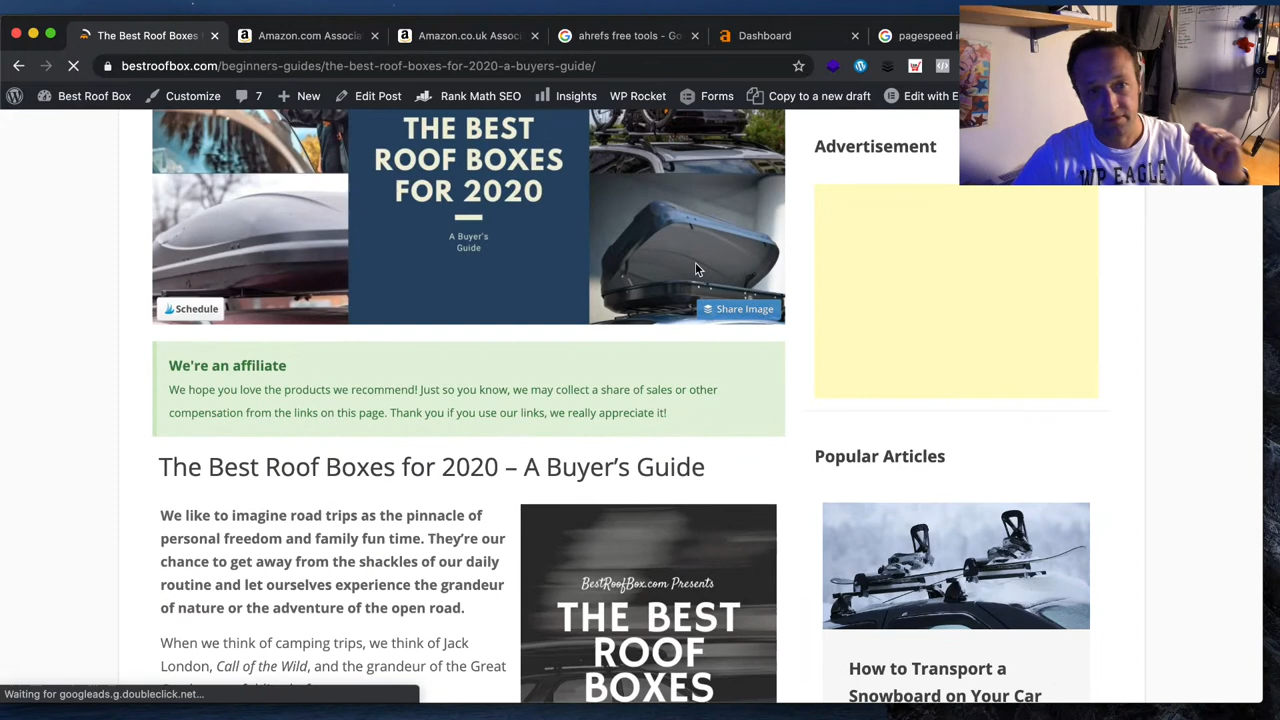 The Best Roof Boxes
Amazon.com Associa
Amazon.co.uk Associ
ahrefs free tools - Go
Dashboard
pagespeed i
bestroofbox.com/beginners-guides/the-best-roof-boxes-for-2020-a-buyers-guide/
Best Roof Box
Customize
7
New
Edit Po
Rank Math SEO
Insights
WP Rocket
Forms
Copy to a new draft
Edit with E
WP EAGLE
THE BEST
ROOF BOXES
FOR 2020
A Buyer's
Guide
Schedule
Share Image
Advertisement
We're an affiliate
We hope you love the products we recommend! Just so you know, we may collect a share of sales or other
compensation from the links on this page. Thank you if you use our links, we really appreciate it!
The Best Roof Boxes for 2020 – A Buyer's Guide
We like to imagine road trips as the pinnacle of
personal freedom and family fun time. They're our
chance to get away from the shackles of our daily
routine and let ourselves experience the grandeur
of nature or the adventure of the open road.
When we think of camping trips, we think of Jack
London, Call of the Wild, and the grandeur of the Great
BestRoofBox.com Presents
THE BEST
ROOF
BOXES
Popular Articles
How to Transport a
Snowboard on Your Car
Waiting for googleads.g.doubleclick.net...